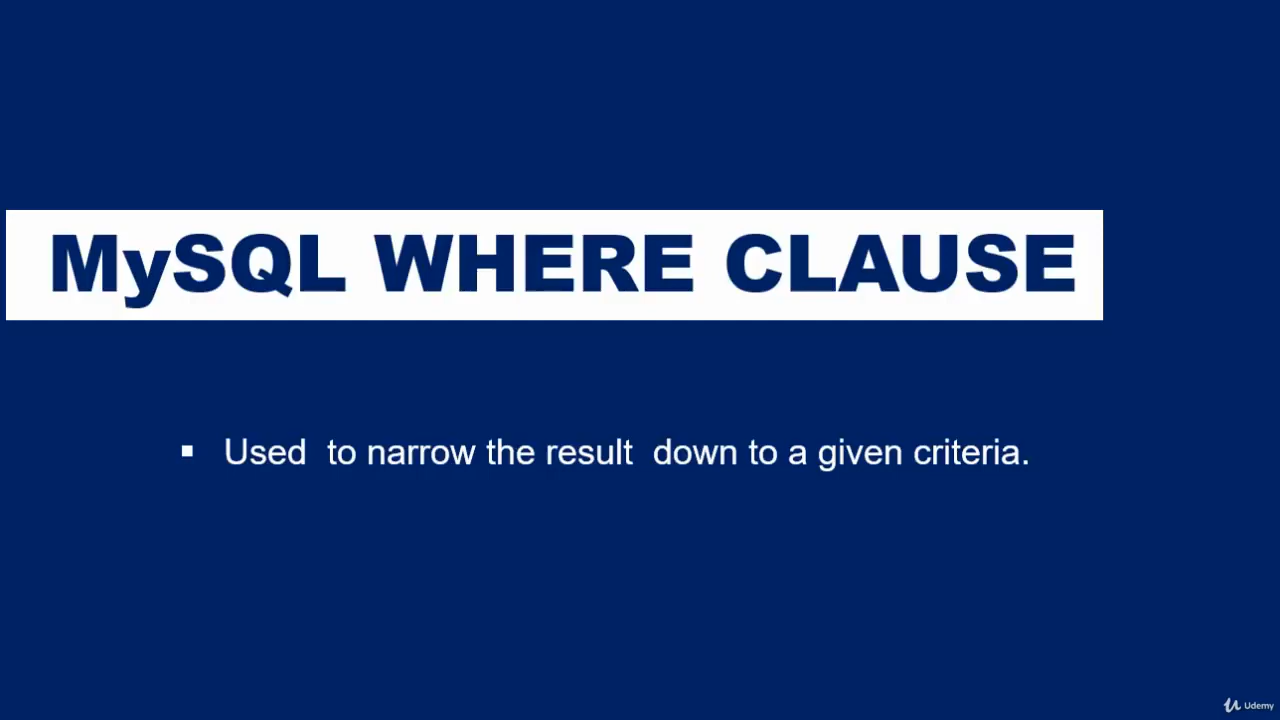 MySQL WHERE CLAUSE
▪ Used to narrow the result down to a given criteria.
Udemy